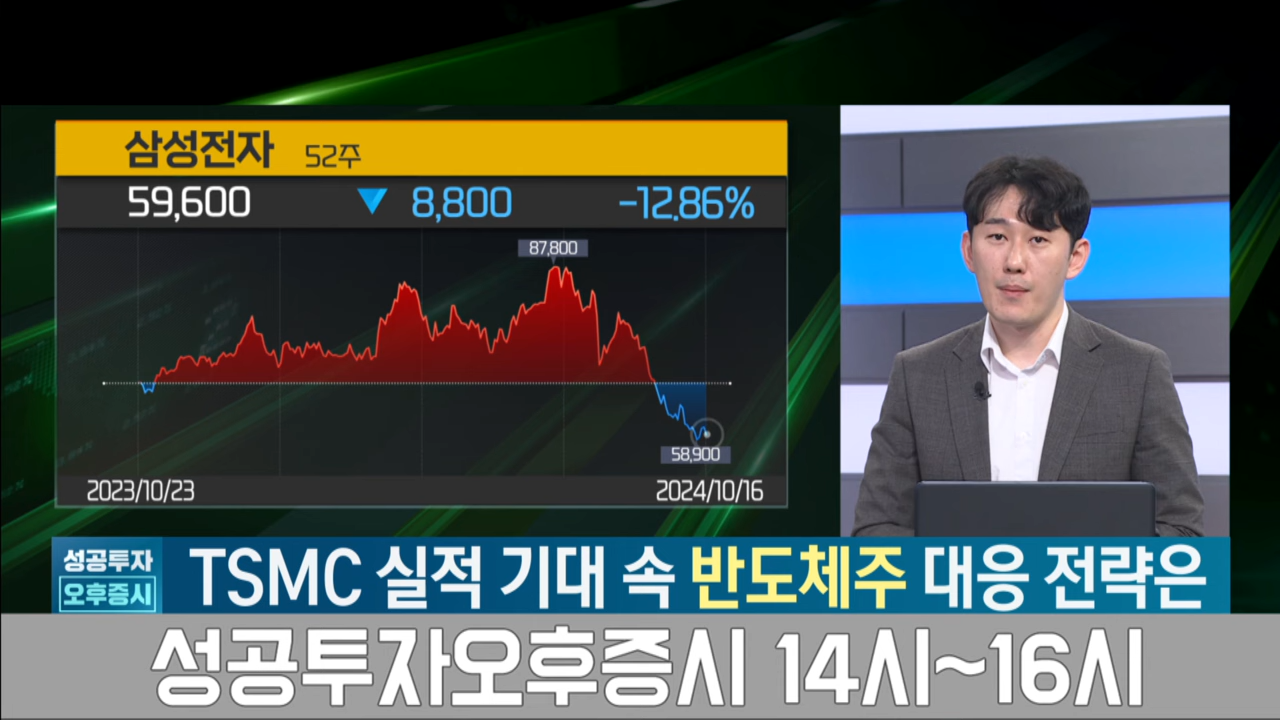 삼성전자 52주
59,600 ▼ 8,800 -12.86%
87,800
58,900
2023/10/23 2024/10/16
성공투자
오후증시
TSMC 실적 기대 속 반도체주 대응 전략은
성공투자오후증시 14시~16시